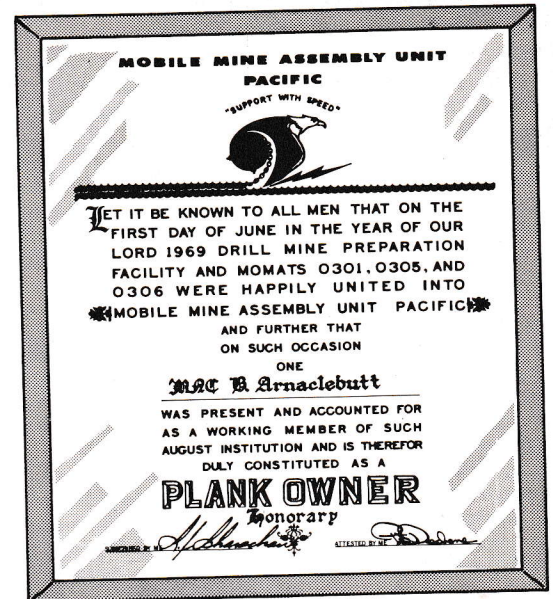 MOBILE MINE ASSEMBLY UNIT
PACIFIC
"SUPPORT WITH SPEED"
LET IT BE KNOWN TO ALL MEN THAT ON THE
FIRST DAY OF JUNE IN THE YEAR OF OUR
LORD 1969 DRILL MINE PREPARATION
FACILITY AND MOMATS 0301, 0305, AND
0306 WERE HAPPILY UNITED INTO
MOBILE MINE ASSEMBLY UNIT PACIFIC
AND FURTHER THAT
ON SUCH OCCASION
ONE
B Arnaclebutt
WAS PRESENT AND ACCOUNTED FOR
AS A WORKING MEMBER OF SUCH
AUGUST INSTITUTION AND IS THEREFOR
DULY CONSTITUTED AS A
PLANK OWNER
Honorary
BY
ATTESTED BY ME